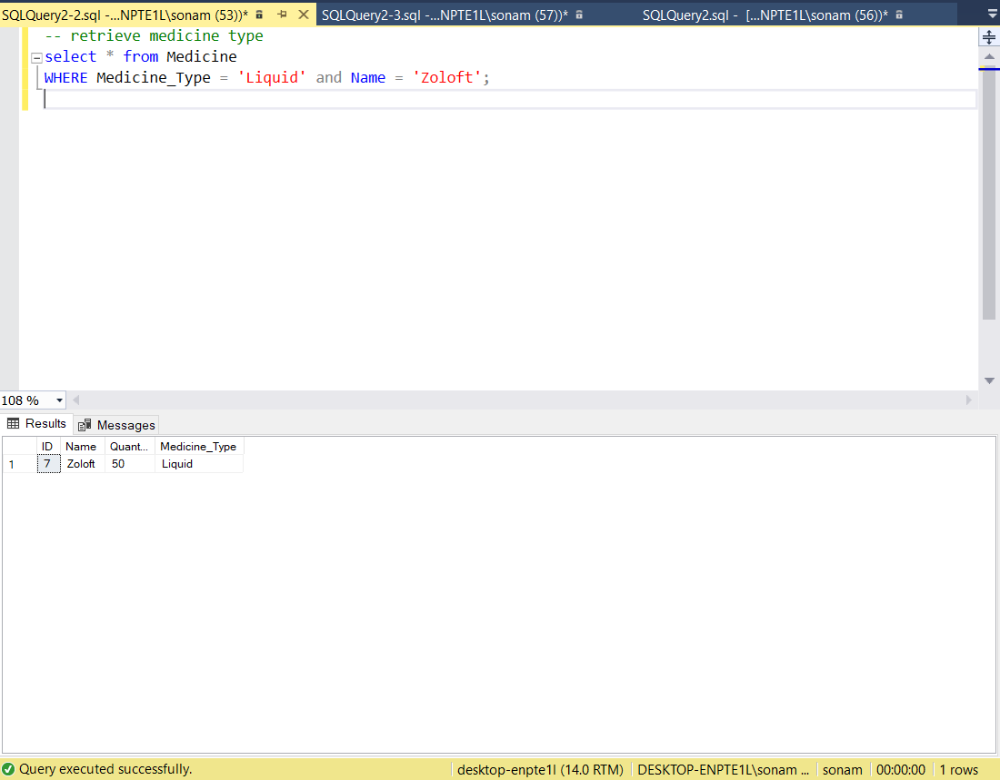 SQLQuery2-2.sql -...NPTE1L\sonam (53))* SQLQuery2-3.sql -...NPTE1L\sonam (57))* SQLQuery2.sql - [...NPTE1L\sonam (56))*
-- retrieve medicine type
select * from Medicine
WHERE Medicine_Type = 'Liquid' and Name = 'Zoloft';
108 %
Results Messages
ID Name Quant... Medicine_Type
1 7 Zoloft 50 Liquid
Query executed successfully. desktop-enpte1l (14.0 RTM) DESKTOP-ENPTE1L\sonam ... sonam 00:00:00 1 rows